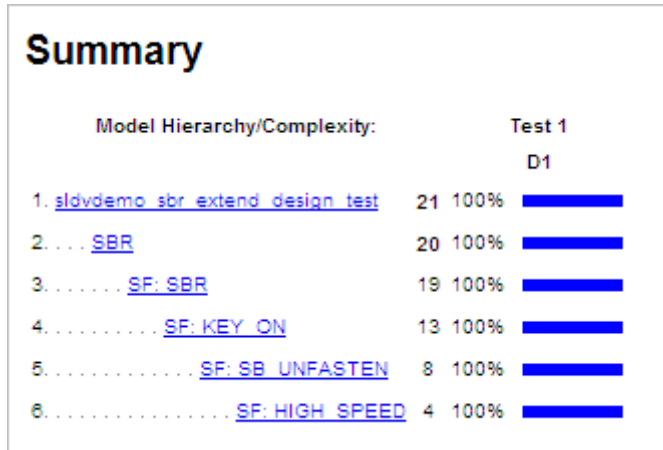 Summary
Model Hierarchy/Complexity: Test 1
D1
1. sldvdemo_sbr_extend_design_test 21 100%
2. . . . SBR 20 100%
3. . . . . . . SF: SBR 19 100%
4. . . . . . . . . . SF: KEY_ON 13 100%
5. . . . . . . . . . . . . SF: SB_UNFASTEN 8 100%
6. . . . . . . . . . . . . . . . SF: HIGH_SPEED 4 100%